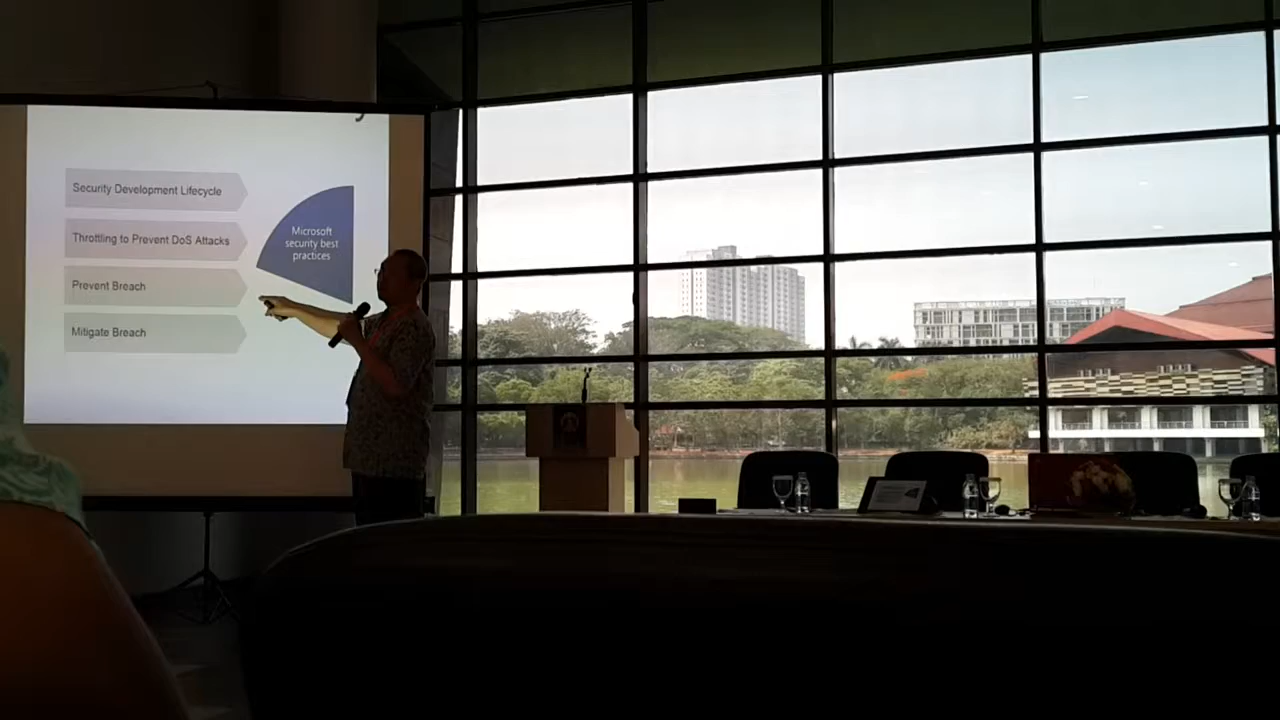 Security Development Lifecycle
Throttling to Prevent DoS Attacks
Prevent Breach
Mitigate Breach
Microsoft
security best
practices